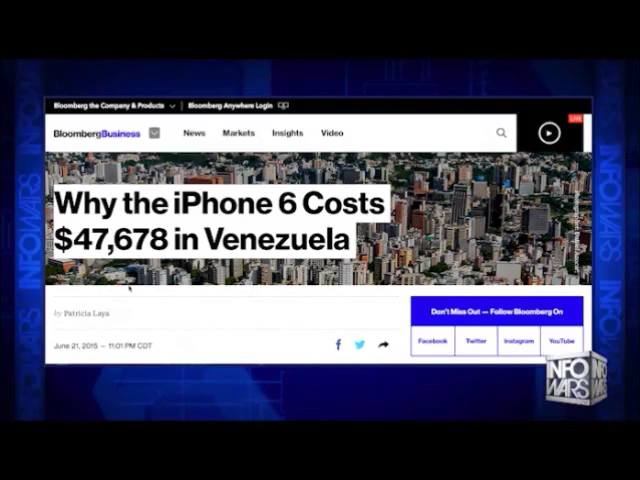 Bloomberg the Company & Products
Bloomberg Anywhere Login
LIVE
BloombergBusiness
News
Markets
Insights
Video
Why the iPhone 6 Costs
$47,678 in Venezuela
by Patricia Laya
June 21, 2015 — 11:01 PM CDT
Don't Miss Out — Follow Bloomberg On
Facebook
Twitter
Instagram
YouTube
INFO
WARS
INFOWARS
INFOWARS